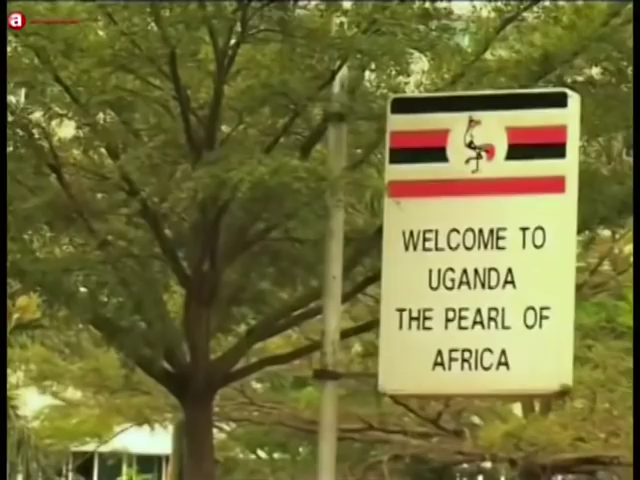 a
WELCOME TO
UGANDA
THE PEARL OF
AFRICA